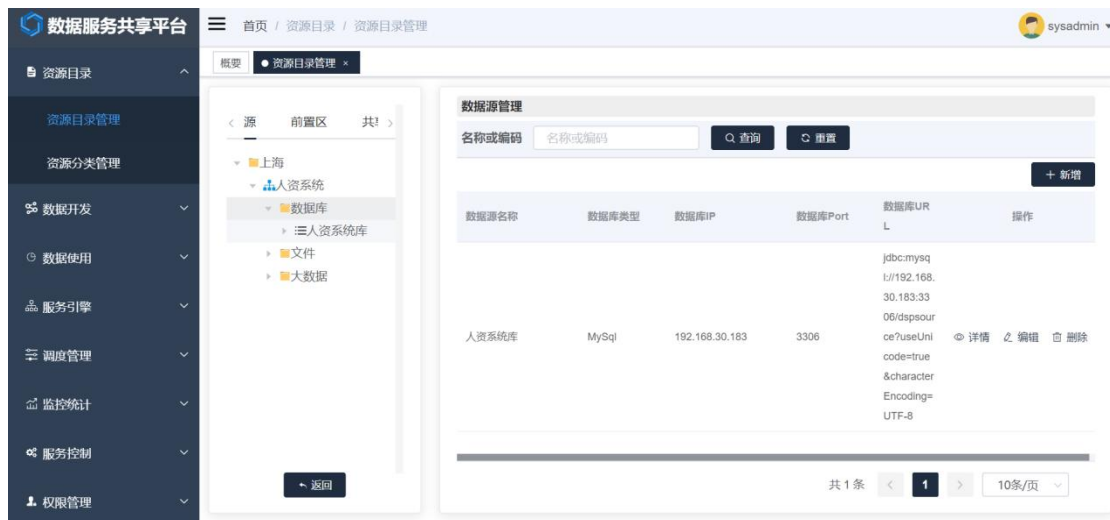 数据服务共享平台
首页 / 资源目录 / 资源目录管理
sysadmin
概要
资源目录管理 ×
资源目录
资源目录管理
资源分类管理
数据开发
数据使用
服务引擎
调度管理
监控统计
服务控制
权限管理
源 前置区
上海
人资系统
数据库
人资系统库
文件
大数据
返回
数据源管理
名称或编码 名称或编码 查询 重置
+ 新增
数据源名称 数据库类型 数据库IP 数据库Port 数据库UR 操作
L
jdbc:mysq
l://192.168.
30.183:33
06/dspsour
人资系统库 MySql 192.168.30.183 3306 ce?useUni 详情 编辑 删除
code=true
&character
Encoding=
UTF-8
共 1 条 < 1 > 10条/页